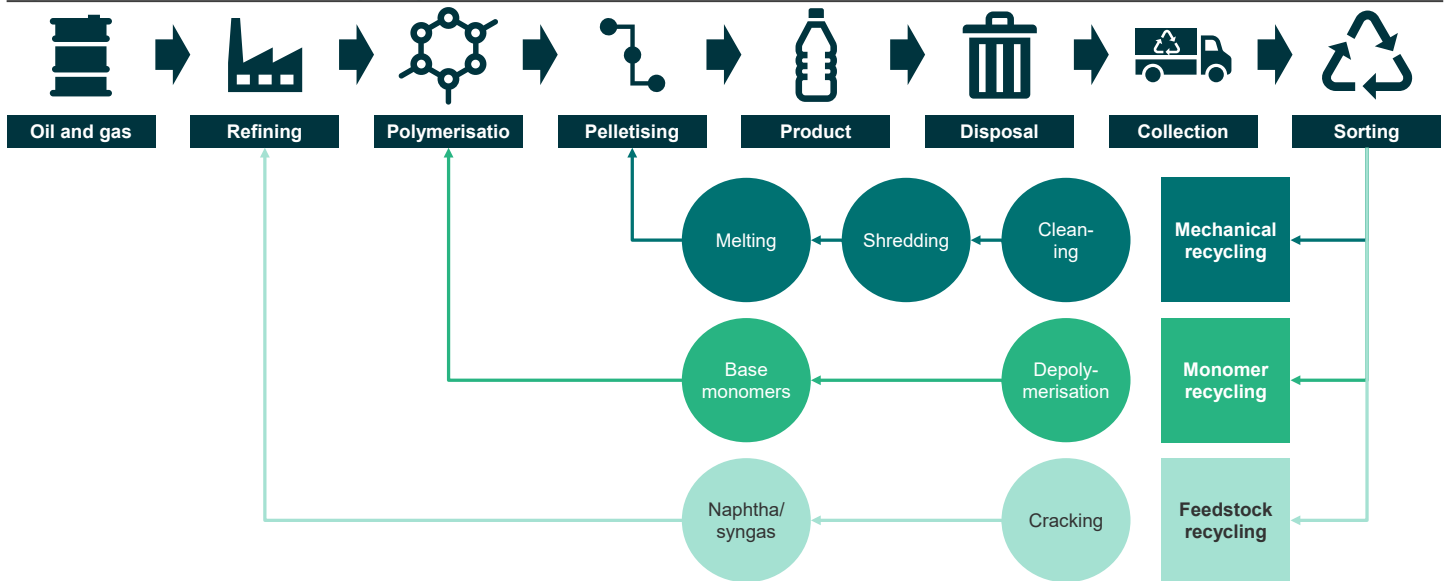 Oil and gas
Refining
Polymerisatio
Pelletising
Product
Disposal
Collection
Sorting
Melting
Shredding
Clean-
ing
Mechanical
recycling
Base
monomers
Depoly-
merisation
Monomer
recycling
Naphtha/
syngas
Cracking
Feedstock
recycling